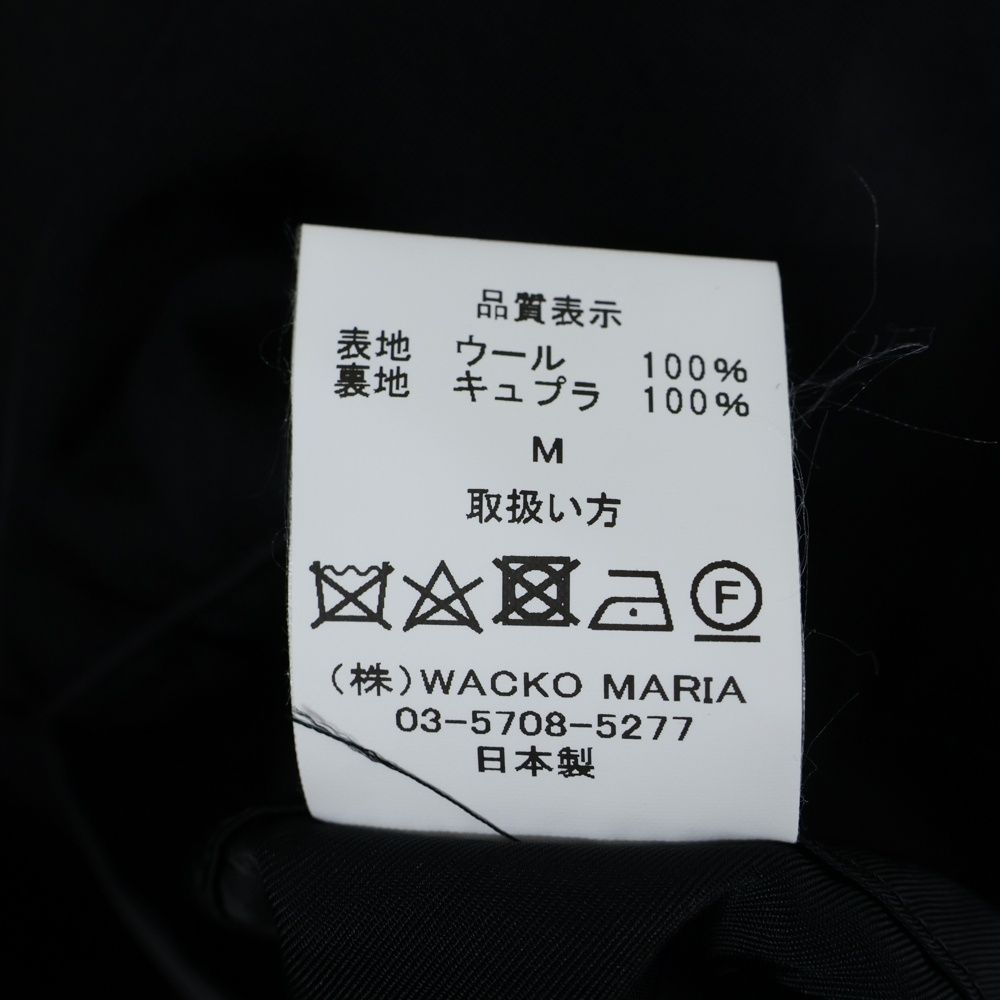 品質表示
表地 ウール 100%
裏地 キュプラ 100%
M
取扱い方
F
(株)WACKO MARIA
03-5708-5277
日本製